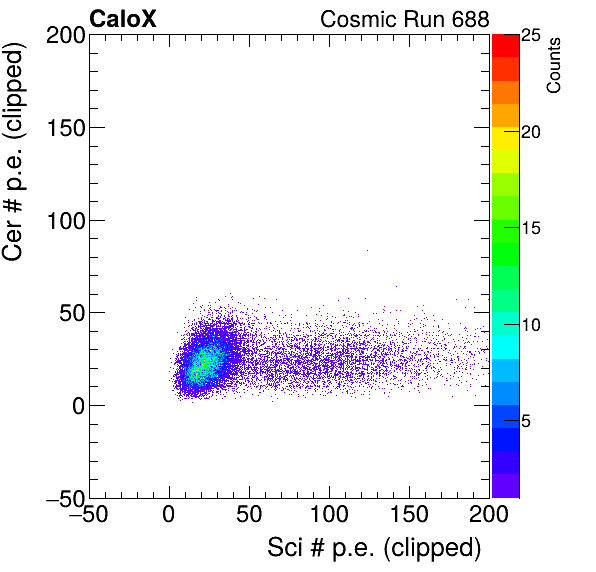 CaloX Cosmic Run 688
Cer # p.e. (clipped)
200
150
100
50
0
−50
−50 0 50 100 150 200
Sci # p.e. (clipped)
Counts
25
20
15
10
5